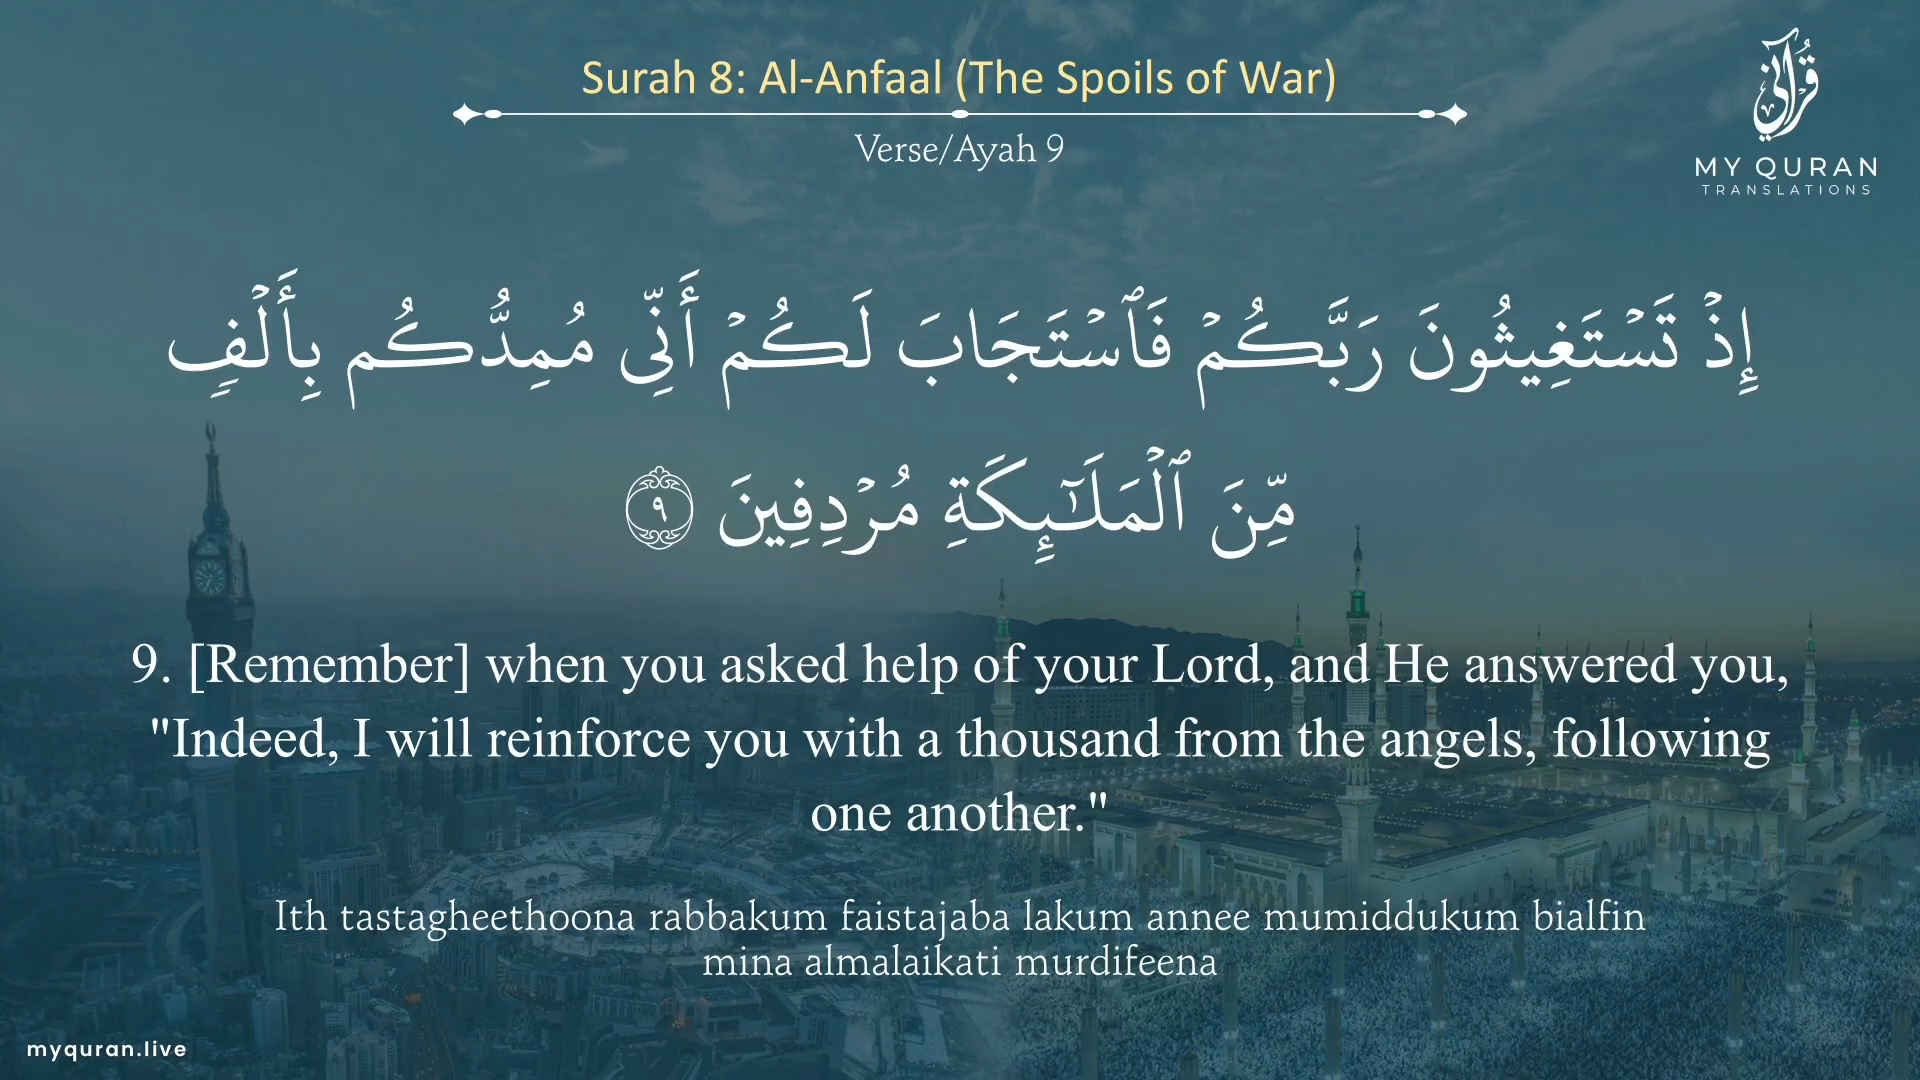 Surah 8: Al-Anfaal (The Spoils of War)
Verse/Ayah 9
قرآني
MY QURAN
TRANSLATIONS
إِذْ تَسْتَغِيثُونَ رَبَّكُمْ فَٱسْتَجَابَ لَكُمْ أَنِّى مُمِدُّكُم بِأَلْفٍ
مِّنَ ٱلْمَلَـٰٓئِكَةِ مُرْدِفِينَ ٩
9. [Remember] when you asked help of your Lord, and He answered you,
"Indeed, I will reinforce you with a thousand from the angels, following
one another."
Ith tastagheethoona rabbakum faistajaba lakum annee mumiddukum bialfin
mina almalaikati murdifeena
myquran.live